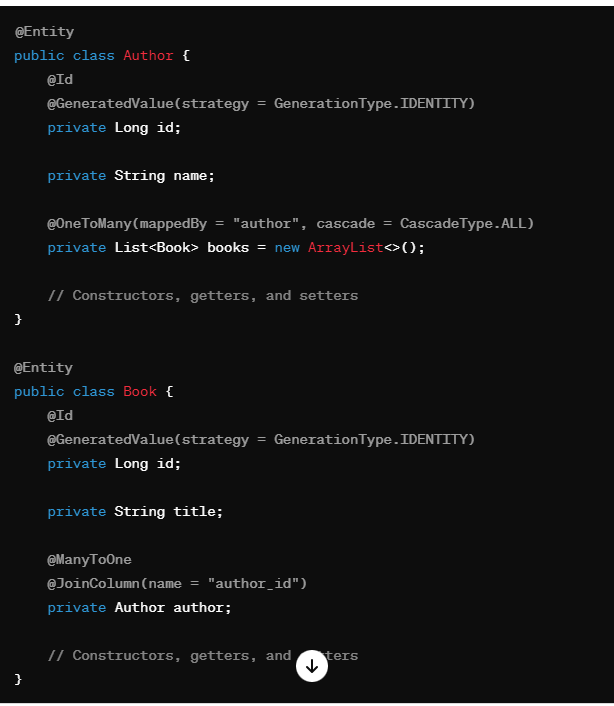 @Entity
public class Author {
@Id
@GeneratedValue(strategy = GenerationType.IDENTITY)
private Long id;
private String name;
@OneToMany(mappedBy = "author", cascade = CascadeType.ALL)
private List<Book> books = new ArrayList<>();
// Constructors, getters, and setters
}
@Entity
public class Book {
@Id
@GeneratedValue(strategy = GenerationType.IDENTITY)
private Long id;
private String title;
@ManyToOne
@JoinColumn(name = "author_id")
private Author author;
// Constructors, getters, and
}